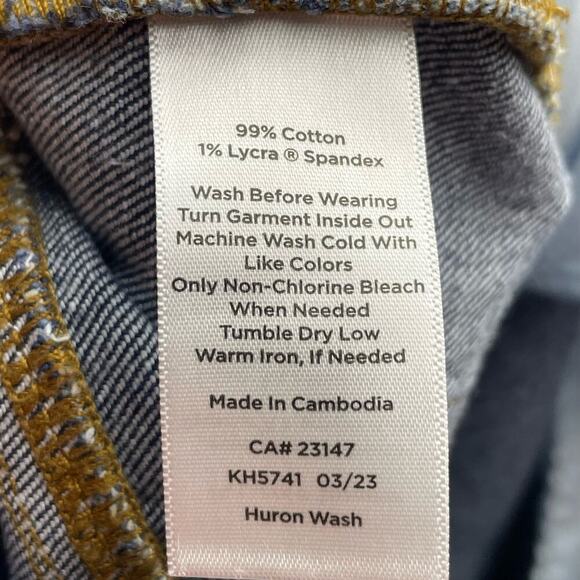 99% Cotton
1% Lycra ® Spandex
Wash Before Wearing
Turn Garment Inside Out
Machine Wash Cold With
Like Colors
Only Non-Chlorine Bleach
When Needed
Tumble Dry Low
Warm Iron, If Needed
Made In Cambodia
CA# 23147
KH5741 03/23
Huron Wash